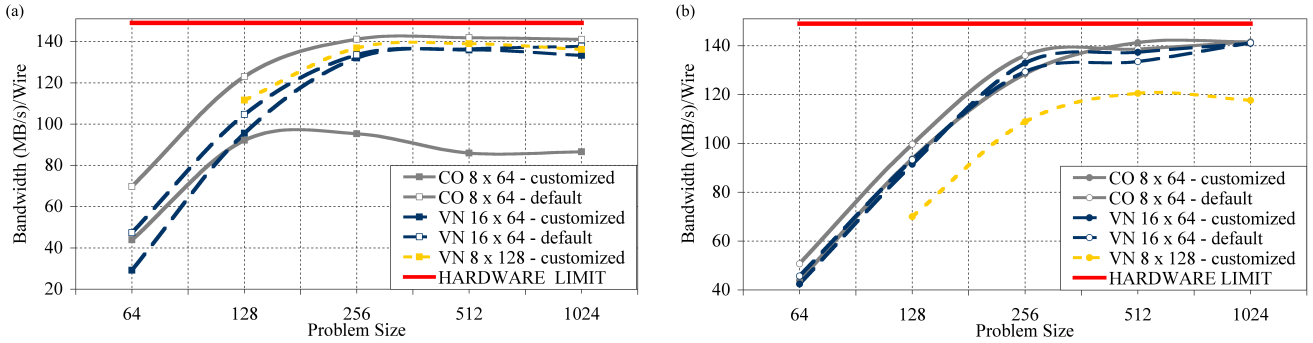 (a)
Bandwidth (MB/s)/Wire
140
120
100
80
60
40
20
64
128
256
512
1024
Problem Size
CO 8 x 64 - customized
CO 8 x 64 - default
VN 16 x 64 - customized
VN 16 x 64 - default
VN 8 x 128 - customized
HARDWARE LIMIT
(b)
Bandwidth (MB/s)/Wire
140
120
100
80
60
40
64
128
256
512
1024
Problem Size
CO 8 x 64 - customized
CO 8 x 64 - default
VN 16 x 64 - customized
VN 16 x 64 - default
VN 8 x 128 - customized
HARDWARE LIMIT